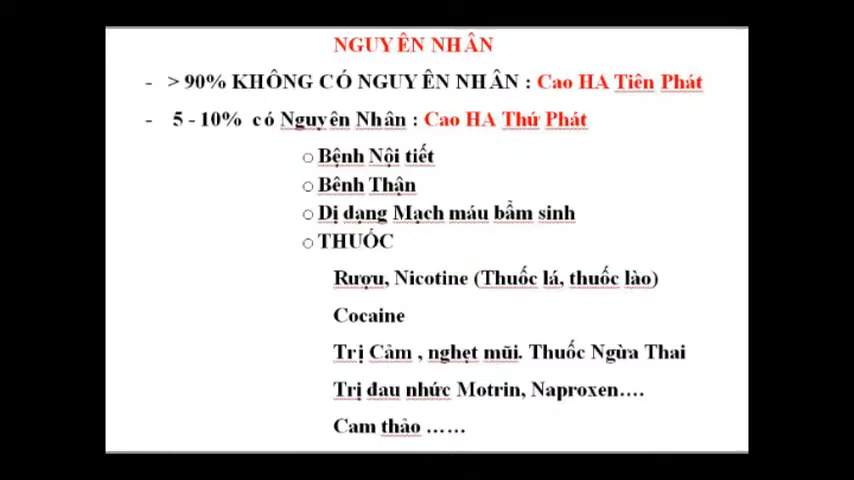 NGUYÊN NHÂN
- > 90% KHÔNG CÓ NGUYÊN NHÂN : Cao HA Tiên Phát
- 5 - 10% có Nguyên Nhân : Cao HA Thứ Phát
○ Bệnh Nội tiết
○ Bênh Thận
○ Dị dạng Mạch máu bẩm sinh
○ THUỐC
Rượu, Nicotine (Thuốc lá, thuốc lào)
Cocaine
Trị Cảm , nghẹt mũi. Thuốc Ngừa Thai
Trị đau nhức Motrin, Naproxen....
Cam thảo ......